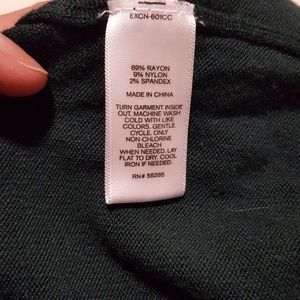 EXCN-601CC
89% RAYON
9% NYLON
2% SPANDEX
MADE IN CHINA
TURN GARMENT INSIDE
OUT. MACHINE WASH
COLD WITH LIKE
COLORS. GENTLE
CYCLE. ONLY
NON-CHLORINE
BLEACH
WHEN NEEDED. LAY
FLAT TO DRY. COOL
IRON IF NEEDED.
RN# 56285